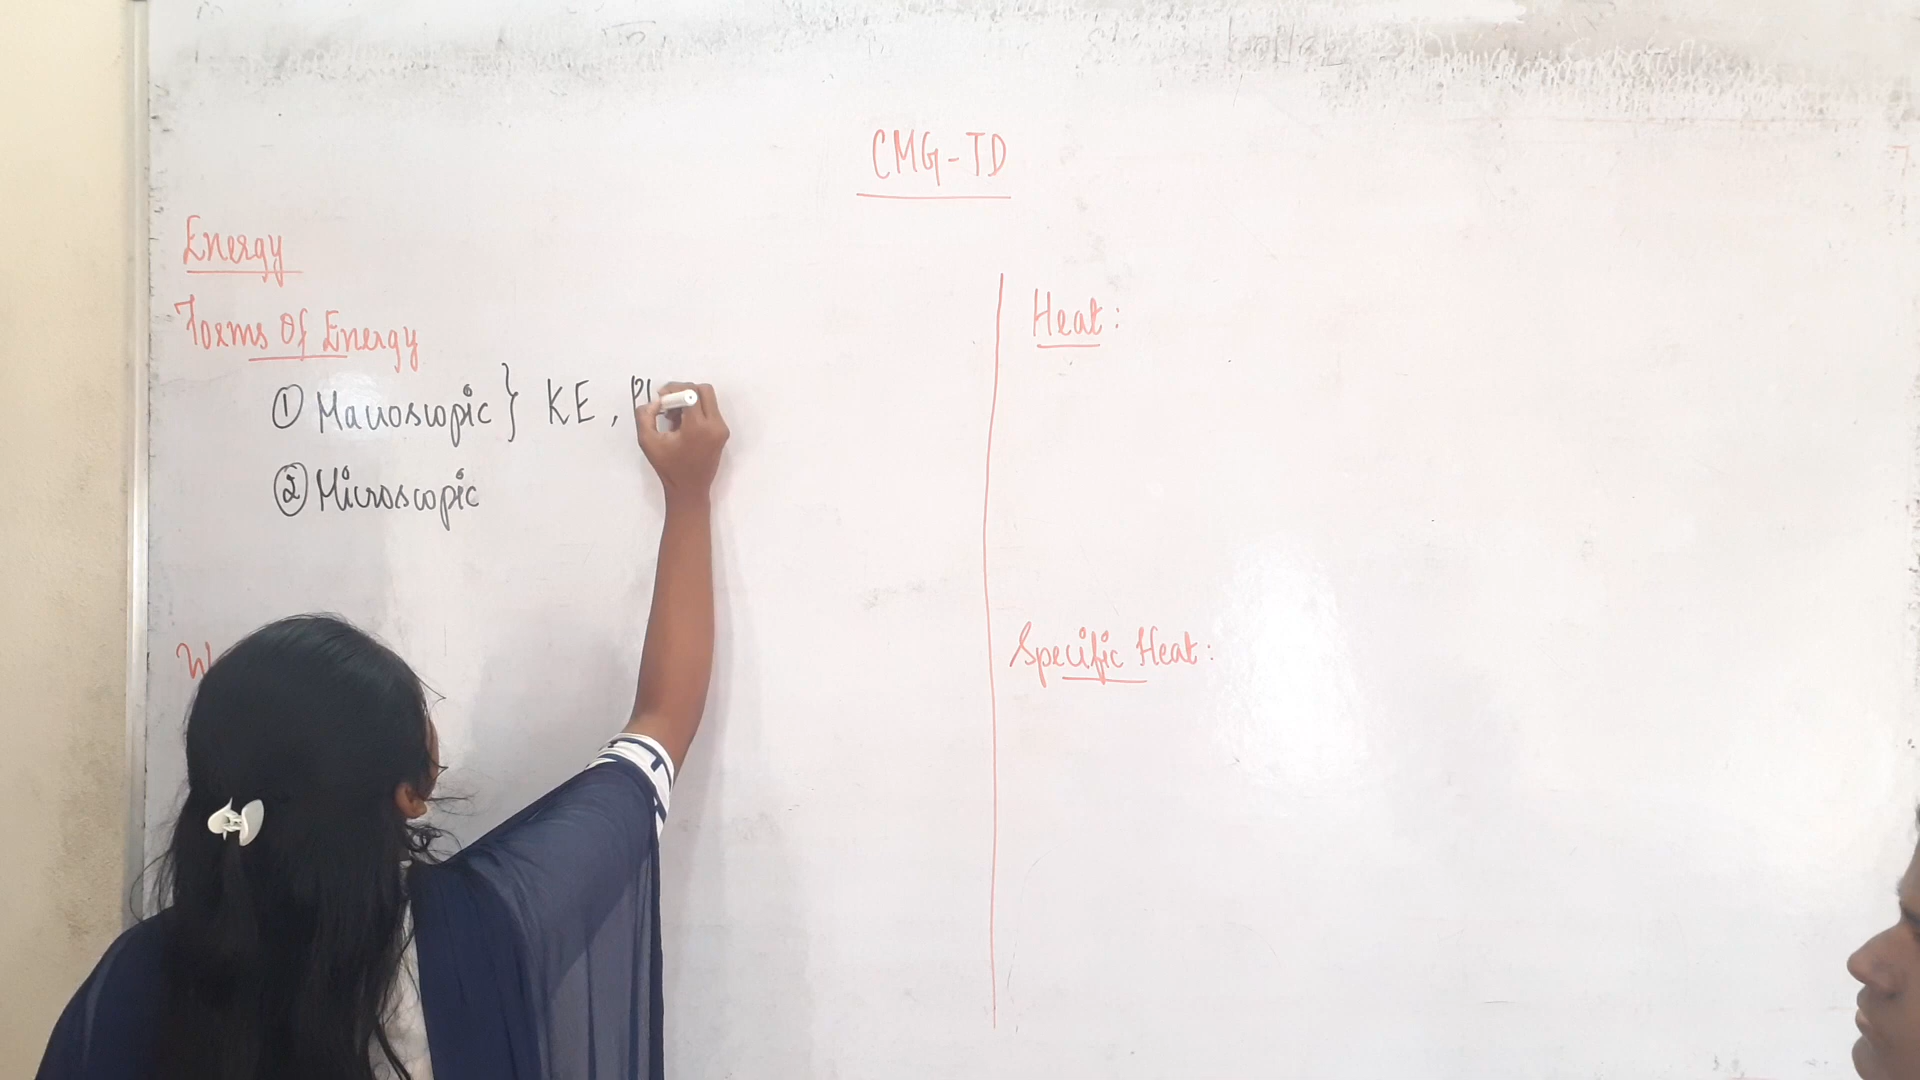 CMG-TD
Energy
Forms Of Energy
① Macroscopic } KE ,
② Microscopic
Heat :
Specific Heat :